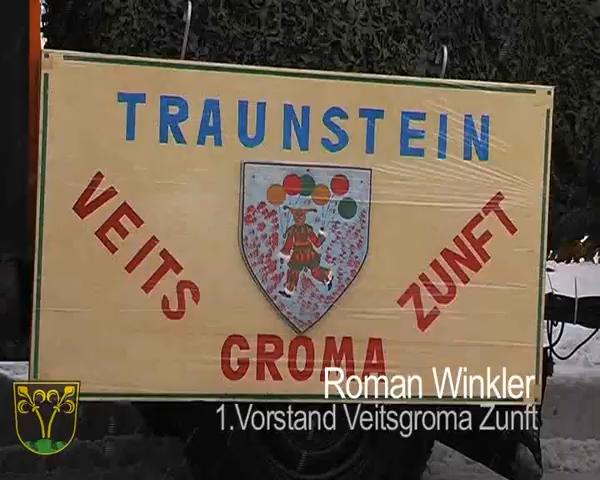 TRAUNSTEIN
VEITS
GROMA
ZUNFT
Roman Winkler
1.Vorstand Veitsgroma Zunft